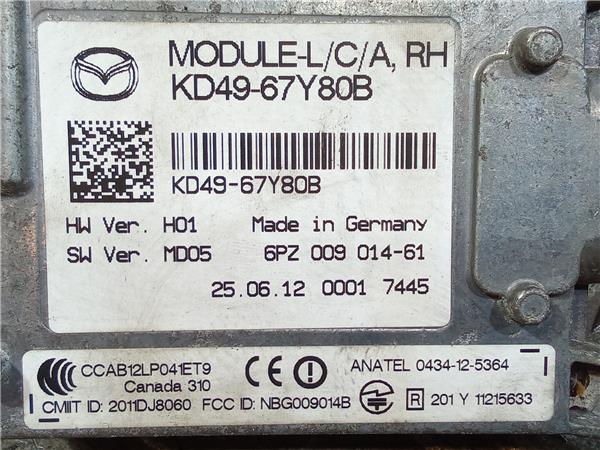 MODULE-L/C/A, RH
KD49-67Y80B
KD49-67Y80B
HW Ver. H01 Made in Germany
SW Ver. MD05 6PZ 009 014-61
25.06.12 0001 7445
CCAB12LP041ET9
Canada 310
CE
ANATEL 0434-12-5364
CMIIT ID: 2011DJ8060 FCC ID: NBG009014B
R 201 Y 11215633